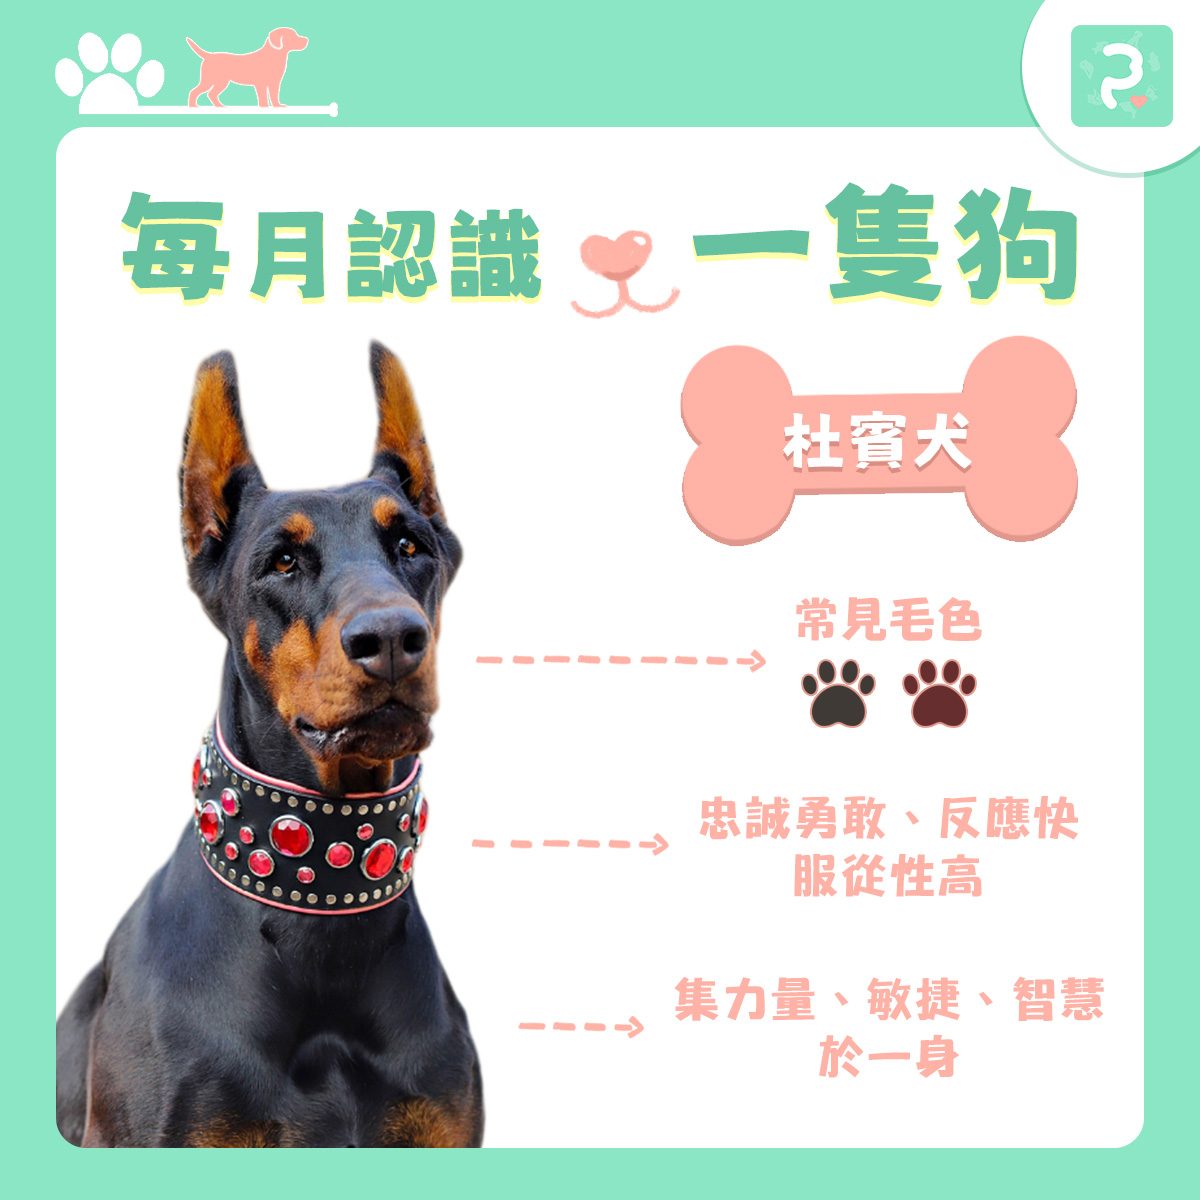 每月認識 一隻狗
杜賓犬
常見毛色
忠誠勇敢、反應快
服從性高
集力量、敏捷、智慧
於一身